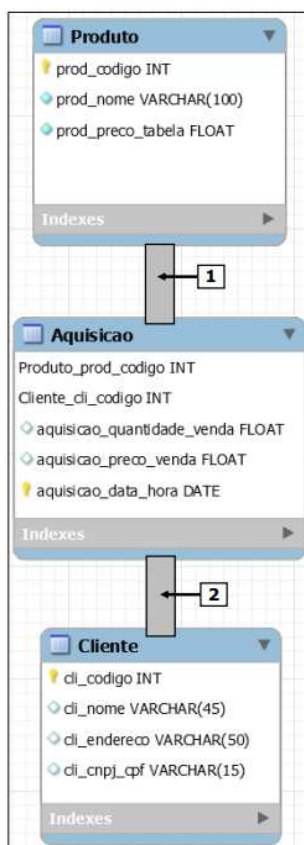 Produto
prod_codigo INT
prod_nome VARCHAR(100)
prod_preco_tabela FLOAT
Indexes
1
Aquisicao
Produto_prod_codigo INT
Cliente_cli_codigo INT
aquisicao_quantidade_venda FLOAT
aquisicao_preco_venda FLOAT
aquisicao_data_hora DATE
Indexes
2
Cliente
cli_codigo INT
cli_nome VARCHAR(45)
cli_endereco VARCHAR(50)
cli_cnpj_cpf VARCHAR(15)
Indexes